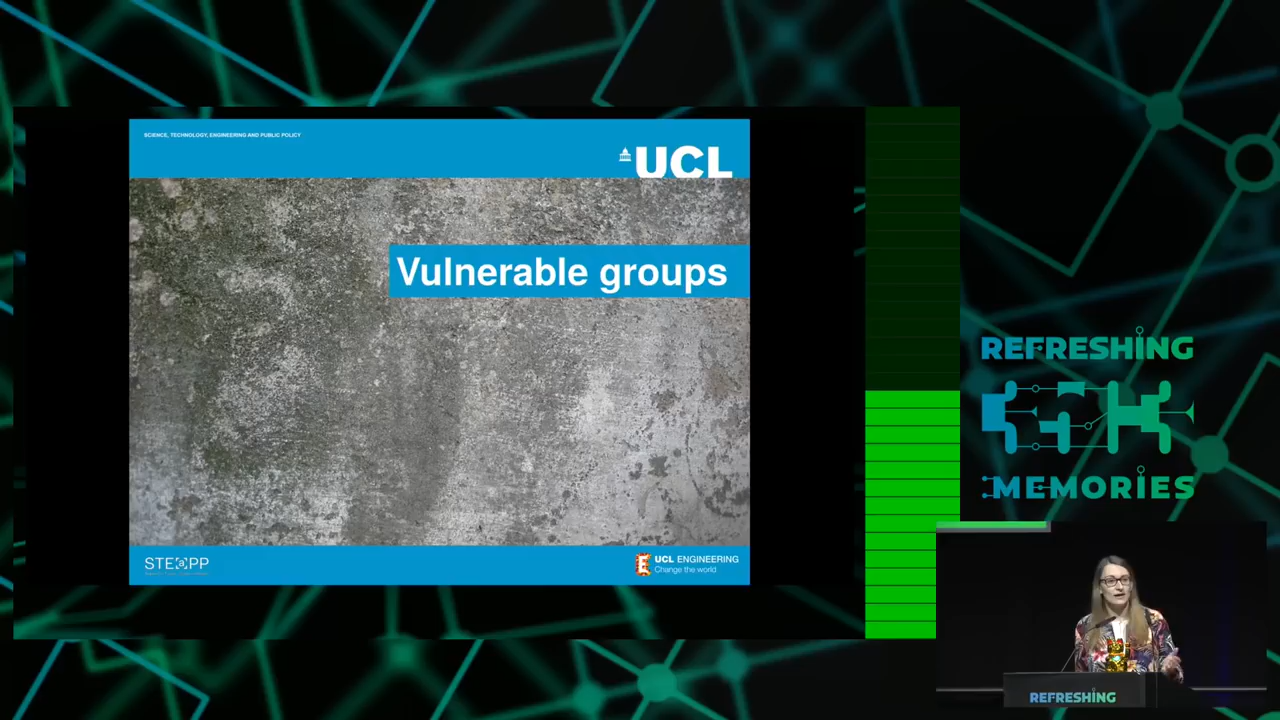 SCIENCE, TECHNOLOGY, ENGINEERING AND PUBLIC POLICY
UCL
Vulnerable groups
STEaPP
UCL ENGINEERING
Change the world
REFRESHING
MEMORIES
REFRESHING